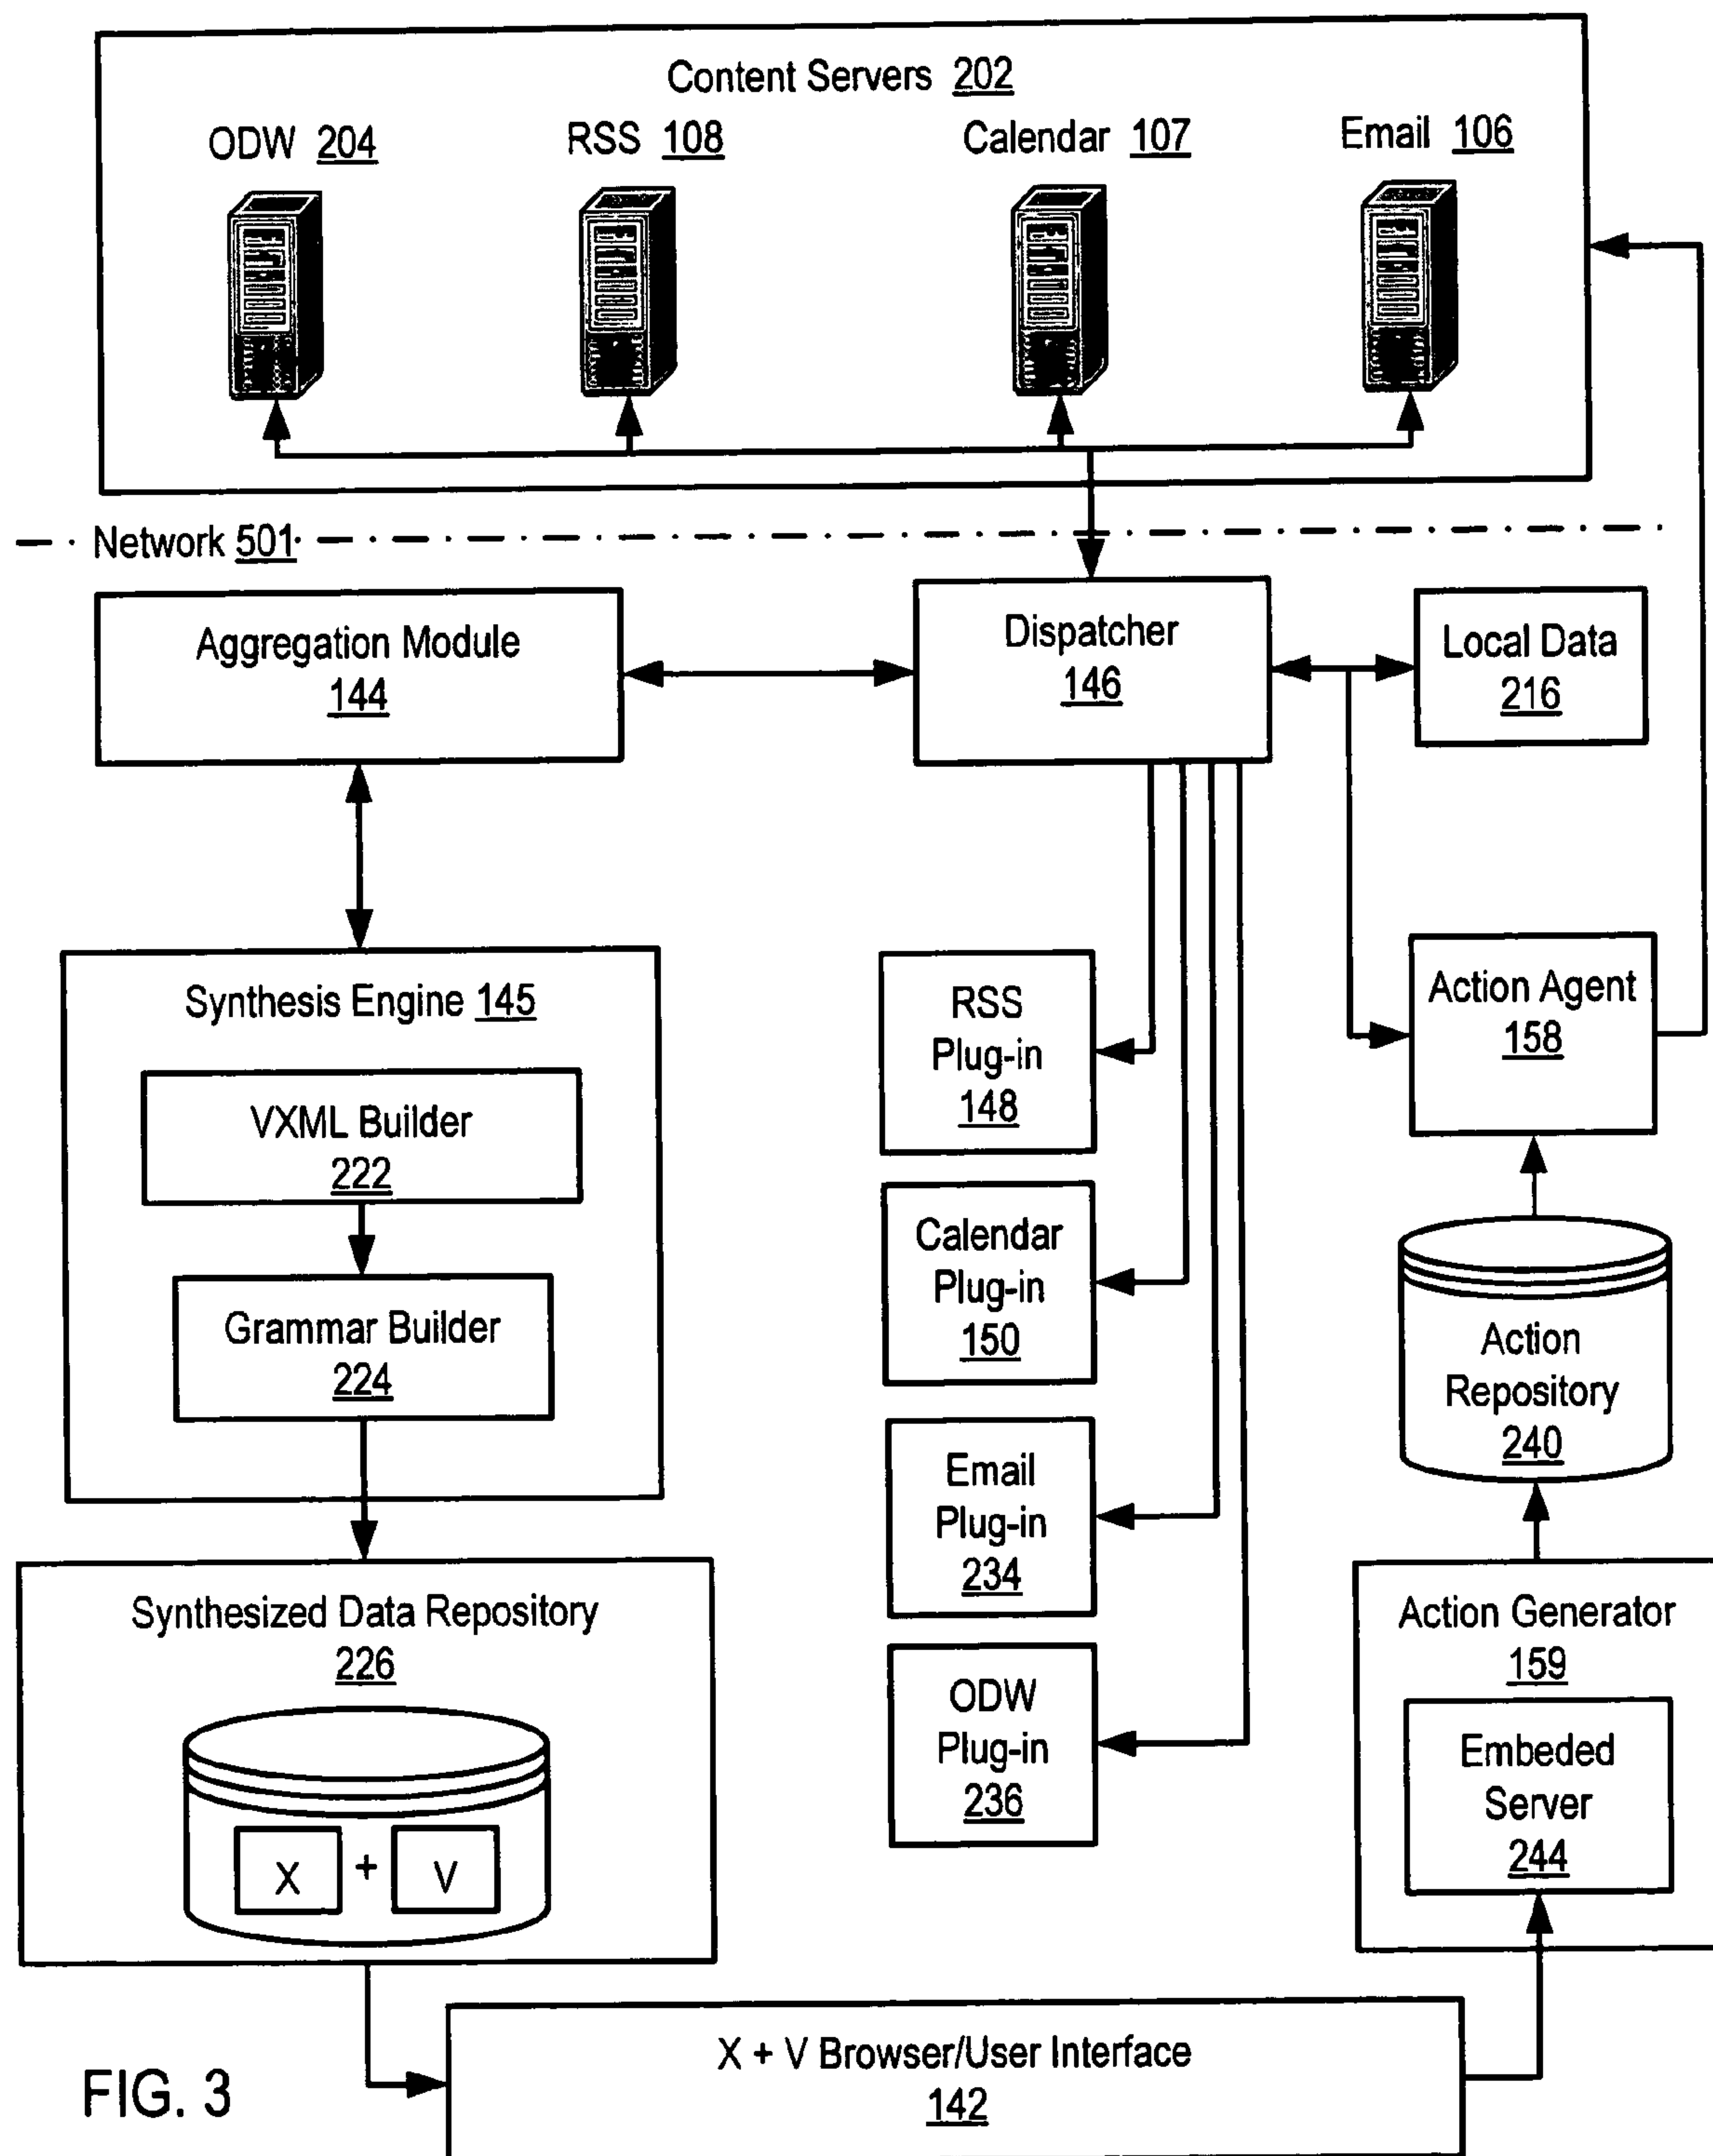 Content Servers 202
ODW 204
RSS 108
Calendar 107
Email 106
Network 501
Aggregation Module
144
Dispatcher
146
Local Data
216
Synthesis Engine 145
VXML Builder
222
Grammar Builder
224
RSS
Plug-in
148
Calendar
Plug-in
150
Email
Plug-in
234
ODW
Plug-in
236
Action Agent
158
Action
Repository
240
Action Generator
159
Embeded
Server
244
Synthesized Data Repository
226
X + V
X + V Browser/User Interface
142
FIG. 3